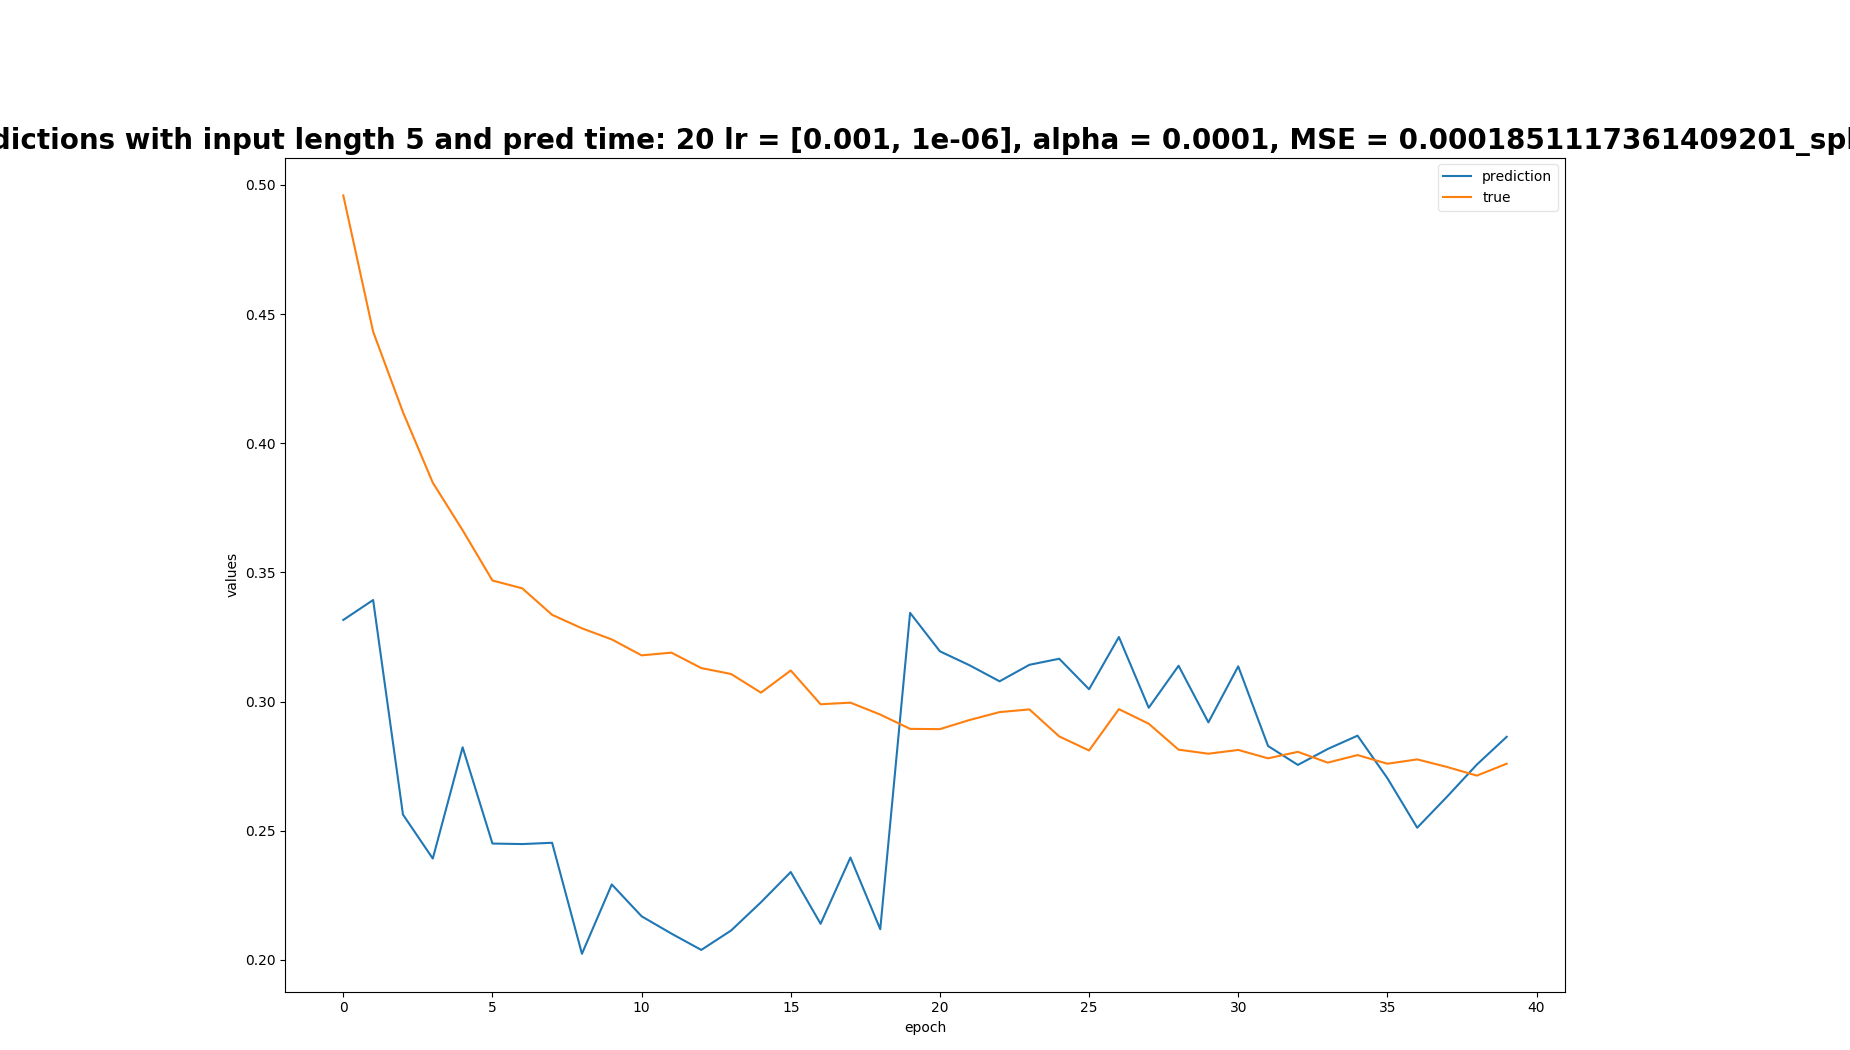 dictions with input length 5 and pred time: 20 lr = [0.001, 1e-06], alpha = 0.0001, MSE = 0.0001851117361409201_spl
prediction
true
0.50
0.45
0.40
0.35
0.30
0.25
0.20
values
0 5 10 15 20 25 30 35 40
epoch